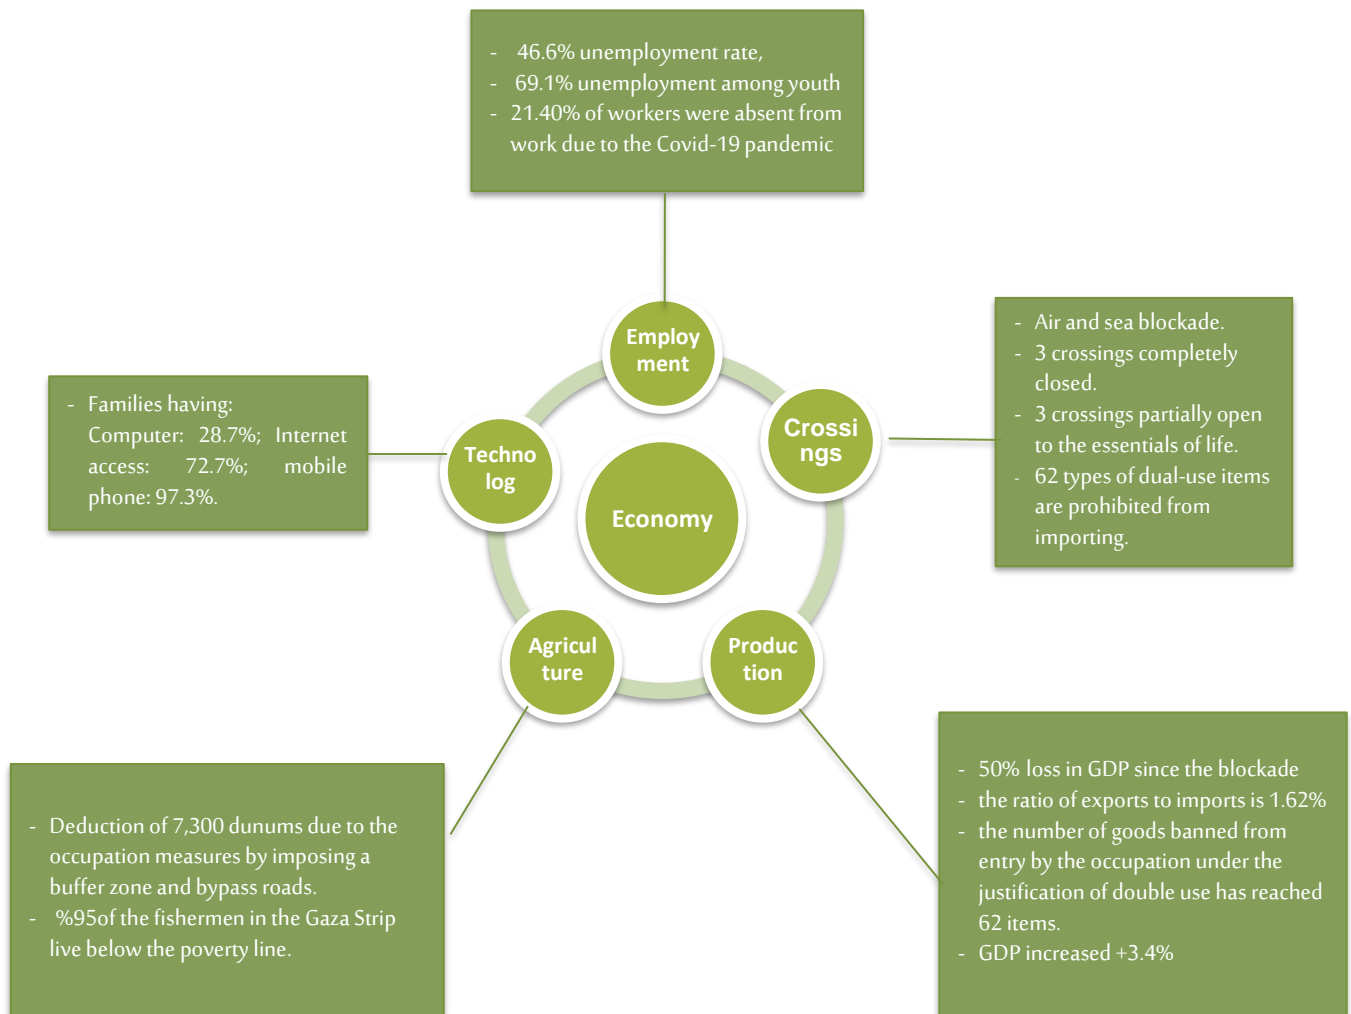 - 46.6% unemployment rate,
- 69.1% unemployment among youth
- 21.40% of workers were absent from
work due to the Covid-19 pandemic
Employ
ment
- Air and sea blockade.
- 3 crossings completely
closed.
- 3 crossings partially open
to the essentials of life.
- 62 types of dual-use items
are prohibited from
importing.
Crossi
ngs
- Families having:
Computer: 28.7%; Internet
access: 72.7%; mobile
phone: 97.3%.
Techno
log
Economy
Agricul
ture
Produc
tion
- Deduction of 7,300 dunums due to the
occupation measures by imposing a
buffer zone and bypass roads.
- %95of the fishermen in the Gaza Strip
live below the poverty line.
- 50% loss in GDP since the blockade
- the ratio of exports to imports is 1.62%
- the number of goods banned from
entry by the occupation under the
justification of double use has reached
62 items.
- GDP increased +3.4%